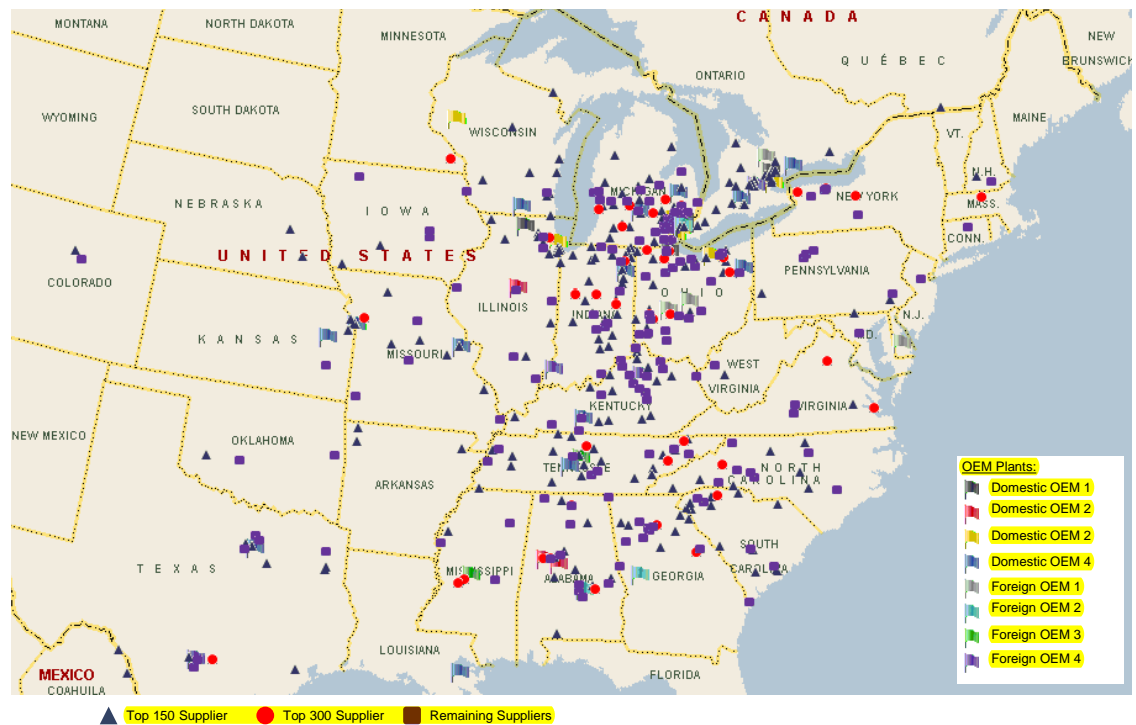 CANADA
MONTANA
NORTH DAKOTA
MINNESOTA
NEW
BRUNSWICK
ONTARIO
QUÉBEC
SOUTH DAKOTA
WYOMING
WISCONSIN
VT.
MAINE
N.H.
MICHIGAN
NEW YORK
MASS.
NEBRASKA
IOWA
CONN.
UNITED STATES
PENNSYLVANIA
COLORADO
ILLINOIS
INDIANA
OHIO
N.J.
KANSAS
MISSOURI
WEST
VIRGINIA
KENTUCKY
VIRGINIA
NEW MEXICO
OKLAHOMA
TENNESSEE
NORTH
CAROLINA
ARKANSAS
SOUTH
CAROLINA
TEXAS
MISSISSIPPI
ALABAMA
GEORGIA
LOUISIANA
FLORIDA
MEXICO
COAHUILA
OEM Plants:
Domestic OEM 1
Domestic OEM 2
Domestic OEM 2
Domestic OEM 4
Foreign OEM 1
Foreign OEM 2
Foreign OEM 3
Foreign OEM 4
Top 150 Supplier Top 300 Supplier Remaining Suppliers